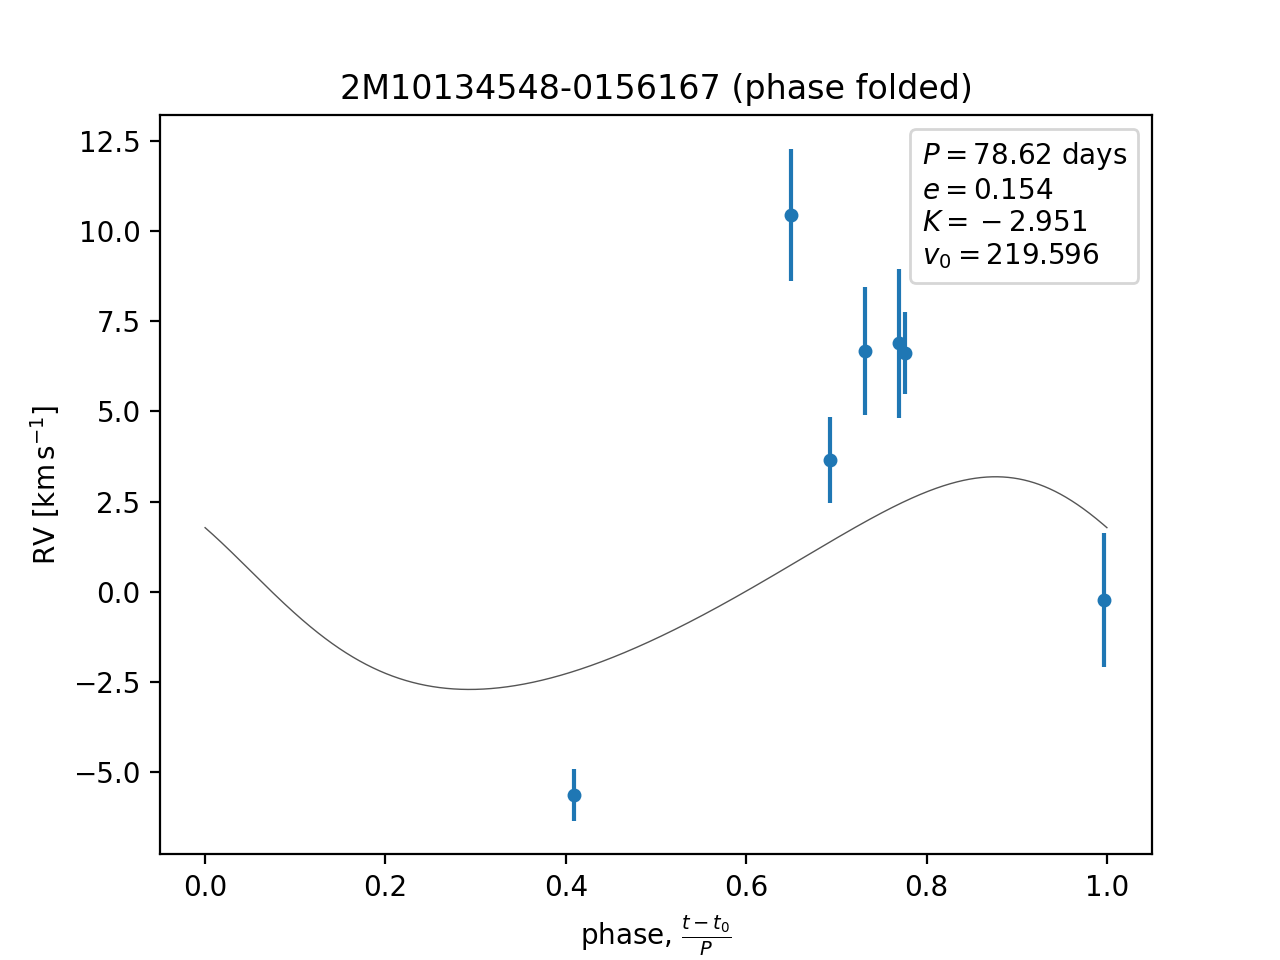 2M10134548-0156167 (phase folded)
P = 78.62 days
e = 0.154
K = −2.951
v₀ = 219.596
12.5
10.0
7.5
5.0
2.5
0.0
−2.5
−5.0
RV [km s⁻¹]
0.0 0.2 0.4 0.6 0.8 1.0
phase, (t − t₀)/P